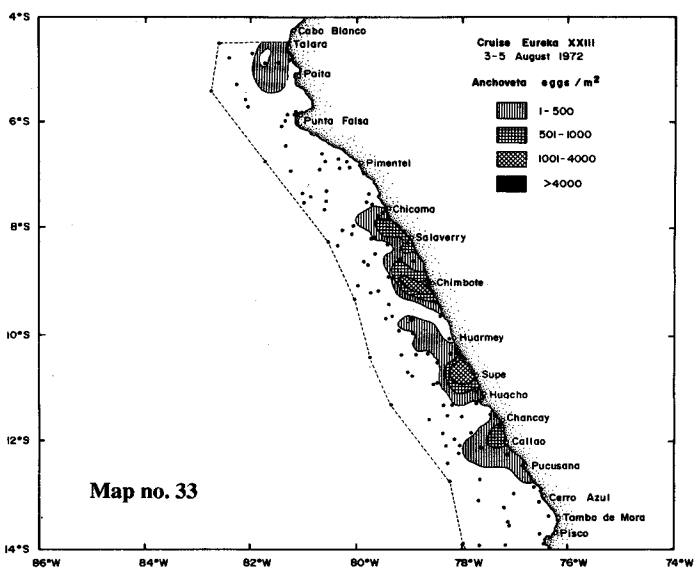 4°S
Cabo Blanco
Talara
Cruise Eureka XXIII
3-5 August 1972
Paita
Anchoveta eggs/m²
1-500
6°S
Punta Falsa
501-1000
1001-4000
Pimentel
>4000
Chicama
8°S
Salaverry
Chimbote
10°S
Huarmey
Supe
Huacho
Chancay
12°S
Callao
Pucusana
Map no. 33
Cerro Azul
Tambo de Mora
Pisco
14°S
86°W 84°W 82°W 80°W 78°W 76°W 74°W